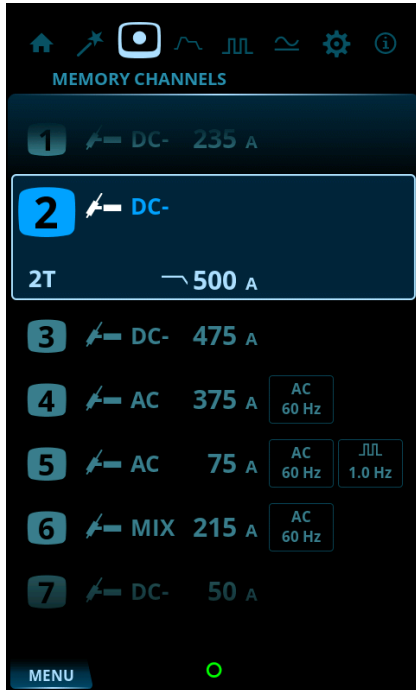 MEMORY CHANNELS
1 DC- 235 A
2 DC-
2T 500 A
3 DC- 475 A
4 AC 375 A AC 60 Hz
5 AC 75 A AC 60 Hz 1.0 Hz
6 MIX 215 A AC 60 Hz
7 DC- 50 A
MENU